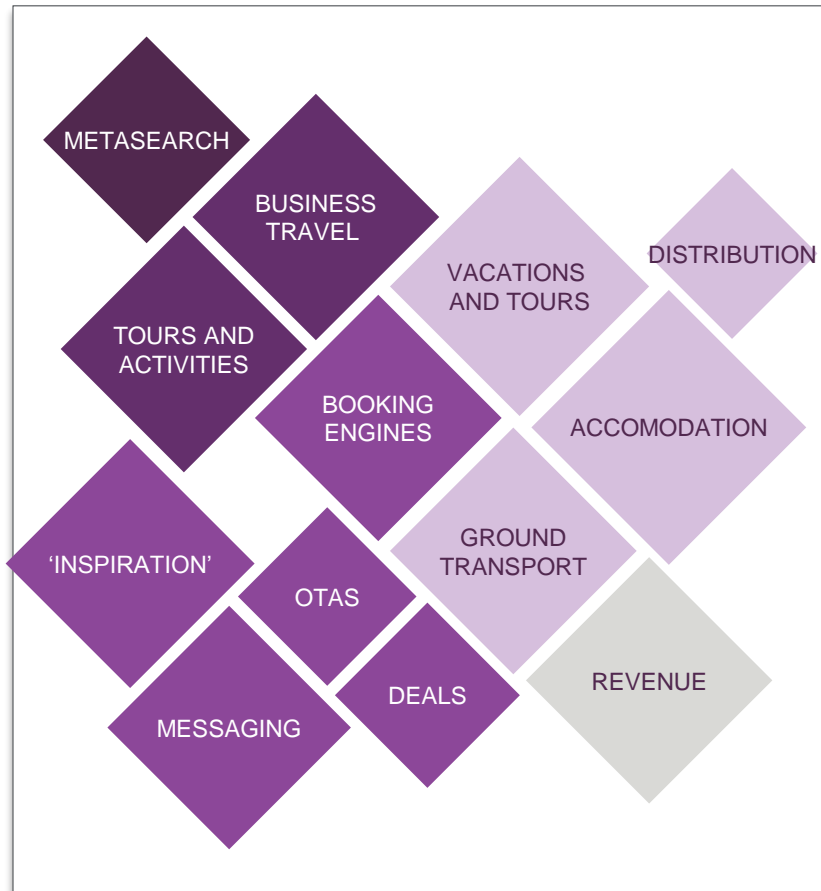 METASEARCH
BUSINESS
TRAVEL
VACATIONS
AND TOURS
DISTRIBUTION
TOURS AND
ACTIVITIES
BOOKING
ENGINES
ACCOMODATION
‘INSPIRATION’
OTAS
GROUND
TRANSPORT
MESSAGING
DEALS
REVENUE